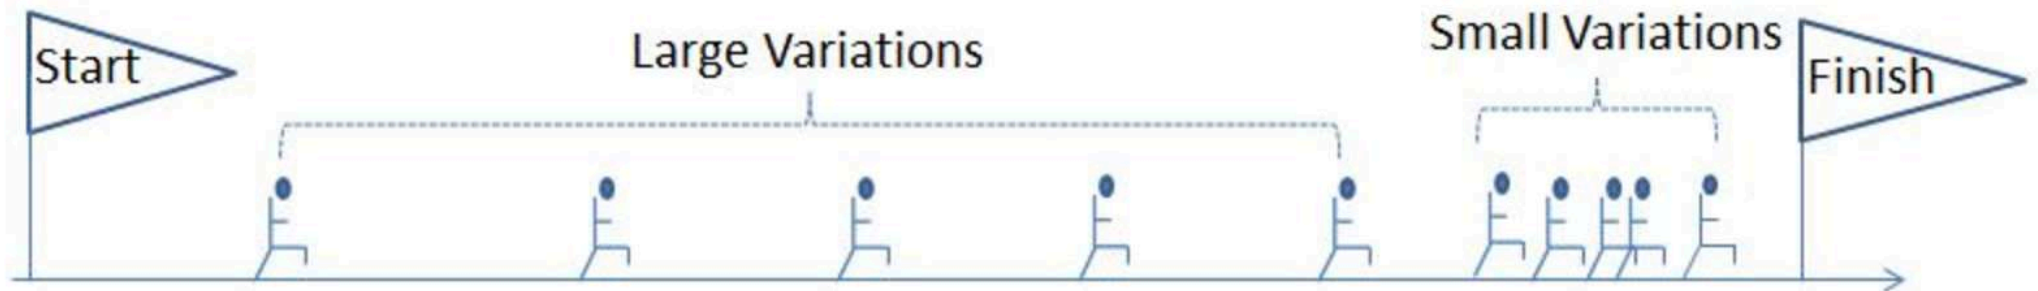 Start
Large Variations
Small Variations
Finish